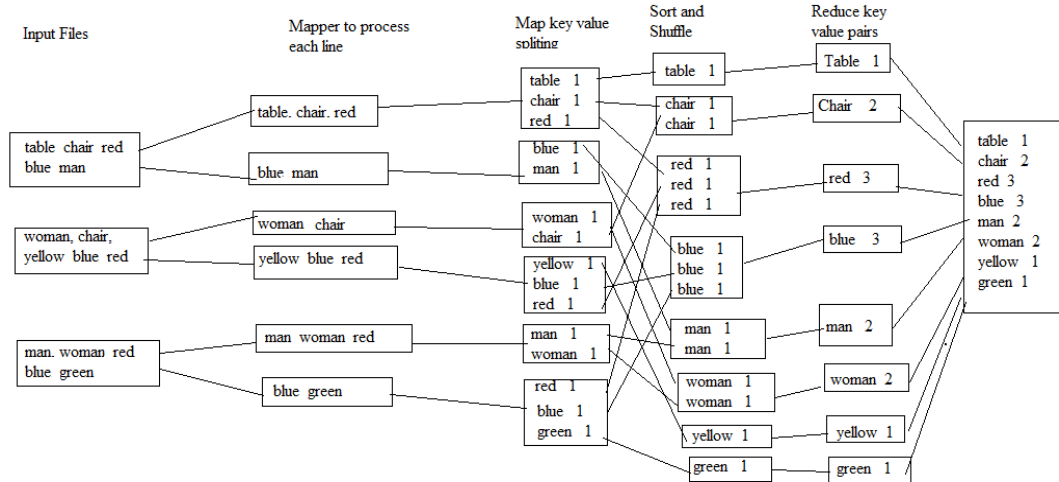 Input Files
Mapper to process
each line
Map key value
spliting
Sort and
Shuffle
Reduce key
value pairs
table chair red
blue man
woman, chair,
yellow blue red
man. woman red
blue green
table. chair. red
blue man
woman chair
yellow blue red
man woman red
blue green
table 1
chair 1
red 1
blue 1
man 1
woman 1
chair 1
yellow 1
blue 1
red 1
man 1
woman 1
red 1
blue 1
green 1
table 1
chair 1
chair 1
red 1
red 1
red 1
blue 1
blue 1
blue 1
man 1
man 1
woman 1
woman 1
yellow 1
green 1
Table 1
Chair 2
red 3
blue 3
man 2
woman 2
yellow 1
green 1
table 1
chair 2
red 3
blue 3
man 2
woman 2
yellow 1
green 1